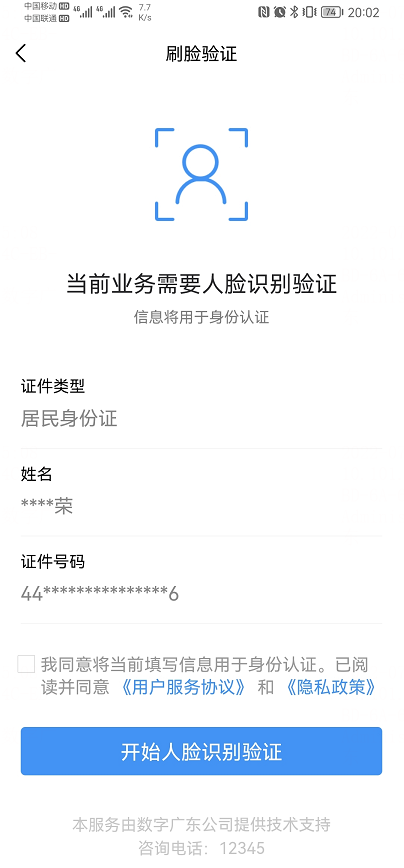 中国移动 HD 4G 4G 7.7
中国联通 HD K/s 74 20:02
刷脸验证
当前业务需要人脸识别验证
信息将用于身份认证
证件类型
居民身份证
姓名
****荣
证件号码
44***************6
我同意将当前填写信息用于身份认证。已阅
读并同意 《用户服务协议》 和 《隐私政策》
开始人脸识别验证
本服务由数字广东公司提供技术支持
咨询电话：12345